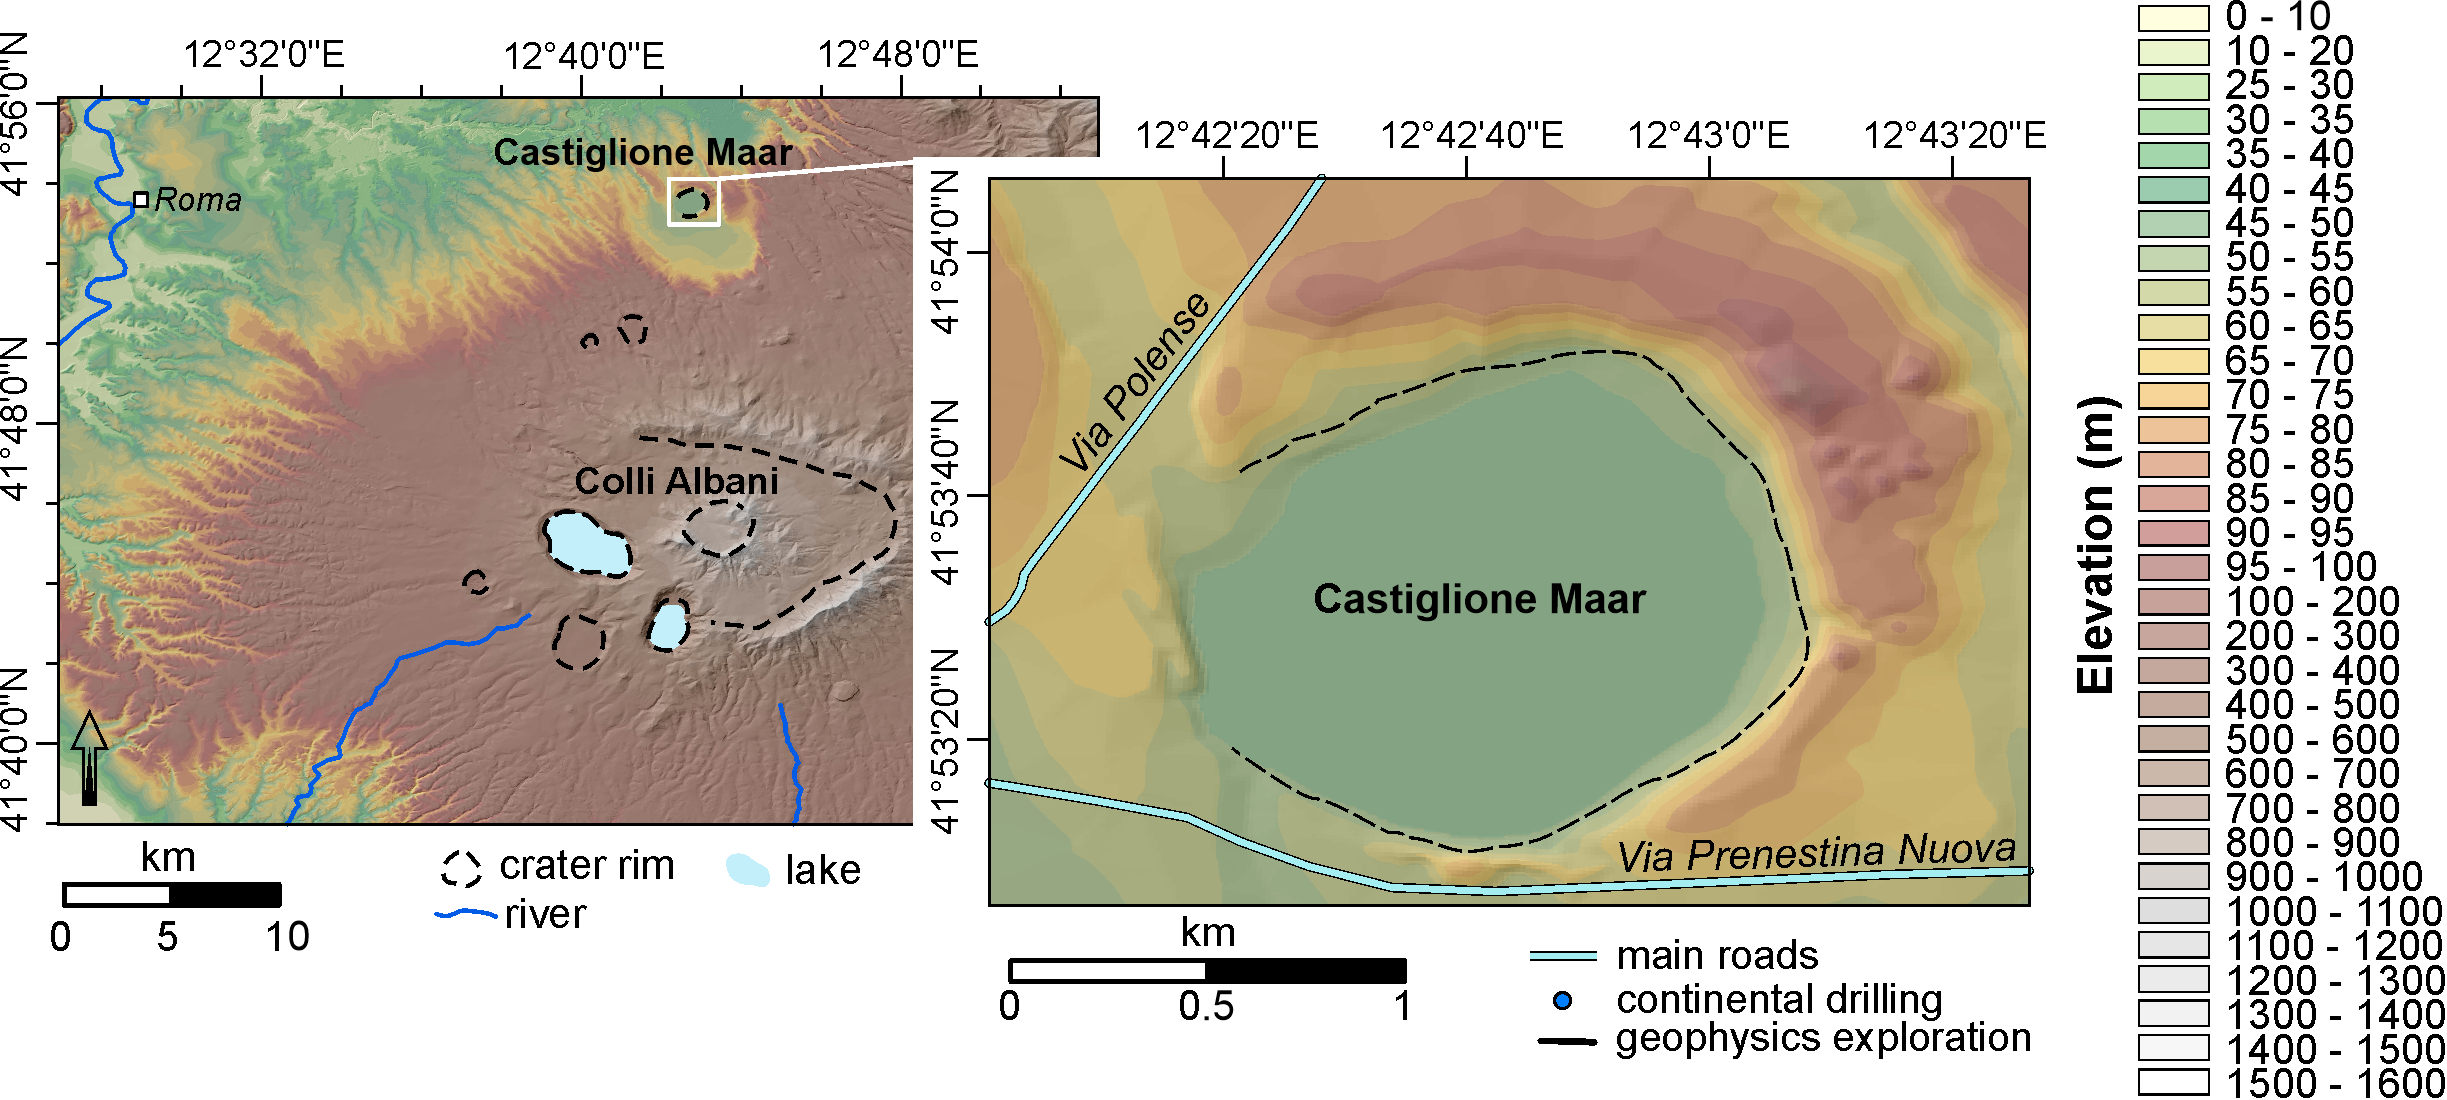 12°32'0"E
12°40'0"E
12°48'0"E
41°56'0"N
41°48'0"N
41°40'0"N
Castiglione Maar
Roma
Colli Albani
km
0
5
10
crater rim
river
lake
12°42'20"E
12°42'40"E
12°43'0"E
12°43'20"E
41°54'0"N
41°53'40"N
41°53'20"N
Via Polense
Castiglione Maar
Via Prenestina Nuova
km
0
0.5
1
main roads
continental drilling
geophysics exploration
Elevation (m)
0 - 10
10 - 20
25 - 30
30 - 35
35 - 40
40 - 45
45 - 50
50 - 55
55 - 60
60 - 65
65 - 70
70 - 75
75 - 80
80 - 85
85 - 90
90 - 95
95 - 100
100 - 200
200 - 300
300 - 400
400 - 500
500 - 600
600 - 700
700 - 800
800 - 900
900 - 1000
1000 - 1100
1100 - 1200
1200 - 1300
1300 - 1400
1400 - 1500
1500 - 1600